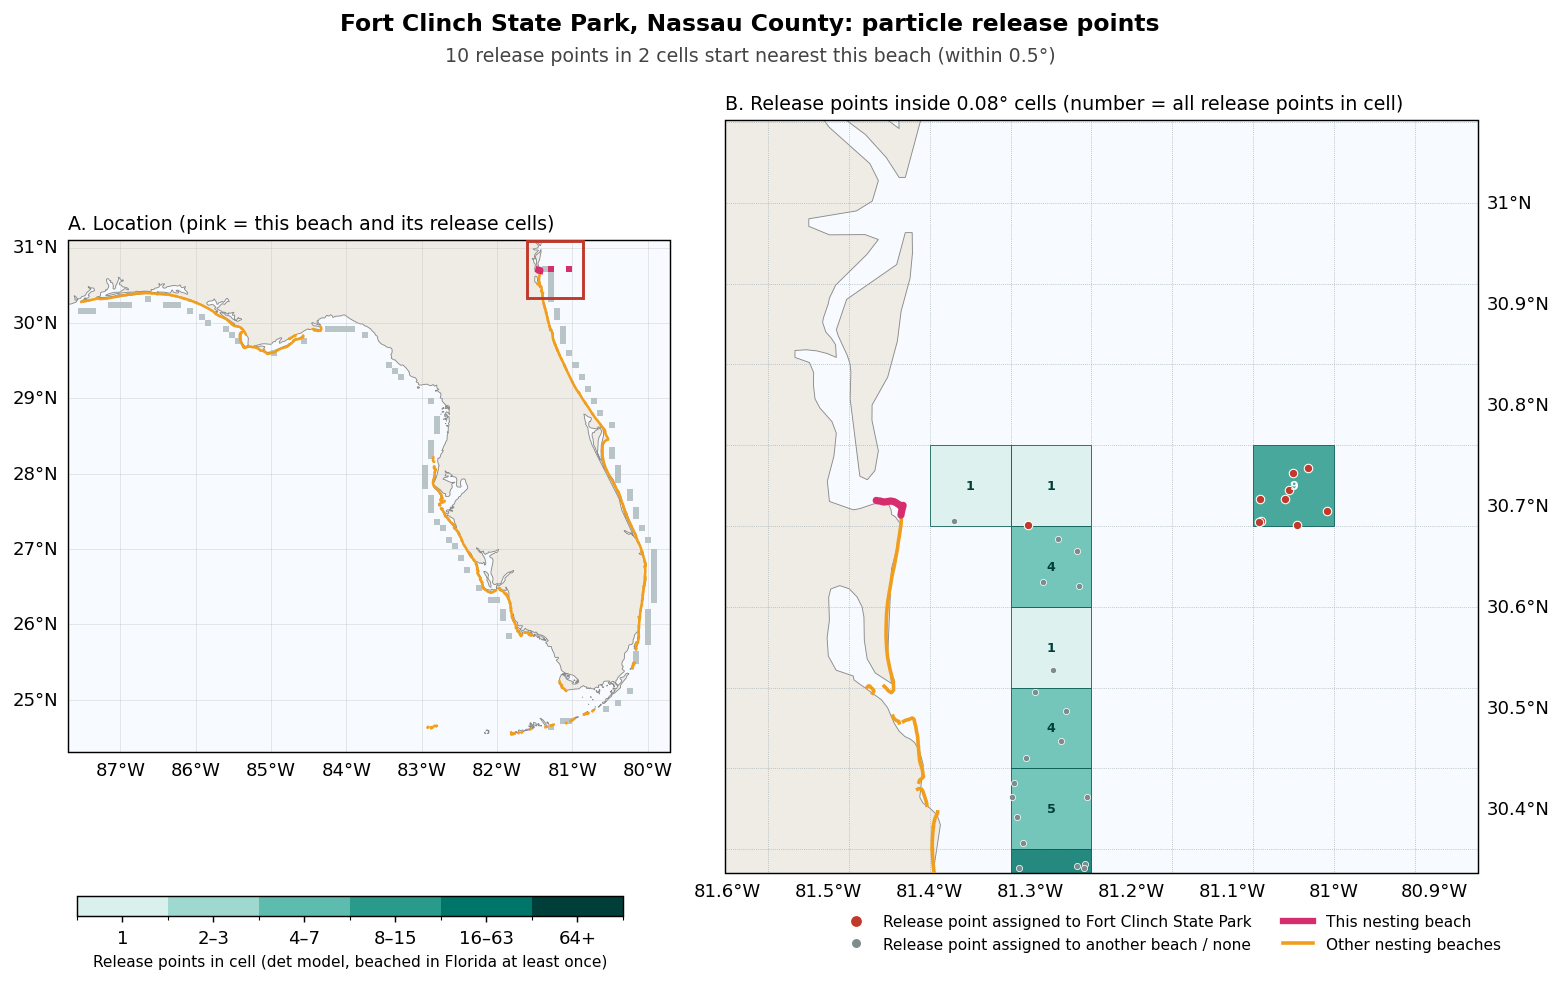 Fort Clinch State Park, Nassau County: particle release points
10 release points in 2 cells start nearest this beach (within 0.5°)
A. Location (pink = this beach and its release cells)
31°N
30°N
29°N
28°N
27°N
26°N
25°N
87°W 86°W 85°W 84°W 83°W 82°W 81°W 80°W
1 2–3 4–7 8–15 16–63 64+
Release points in cell (det model, beached in Florida at least once)
B. Release points inside 0.08° cells (number = all release points in cell)
1 1 9
4
1
4
5
31°N
30.9°N
30.8°N
30.7°N
30.6°N
30.5°N
30.4°N
81.6°W 81.5°W 81.4°W 81.3°W 81.2°W 81.1°W 81°W 80.9°W
Release point assigned to Fort Clinch State Park
Release point assigned to another beach / none
This nesting beach
Other nesting beaches